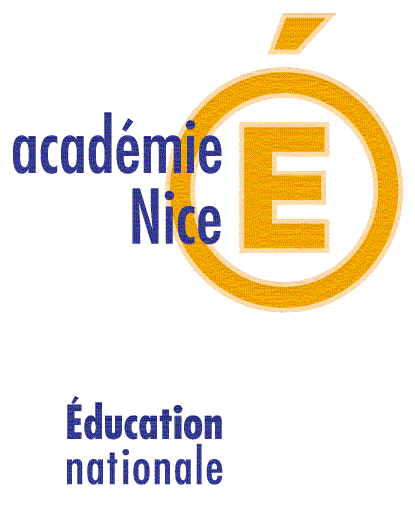 É
académie
Nice
Éducation
nationale